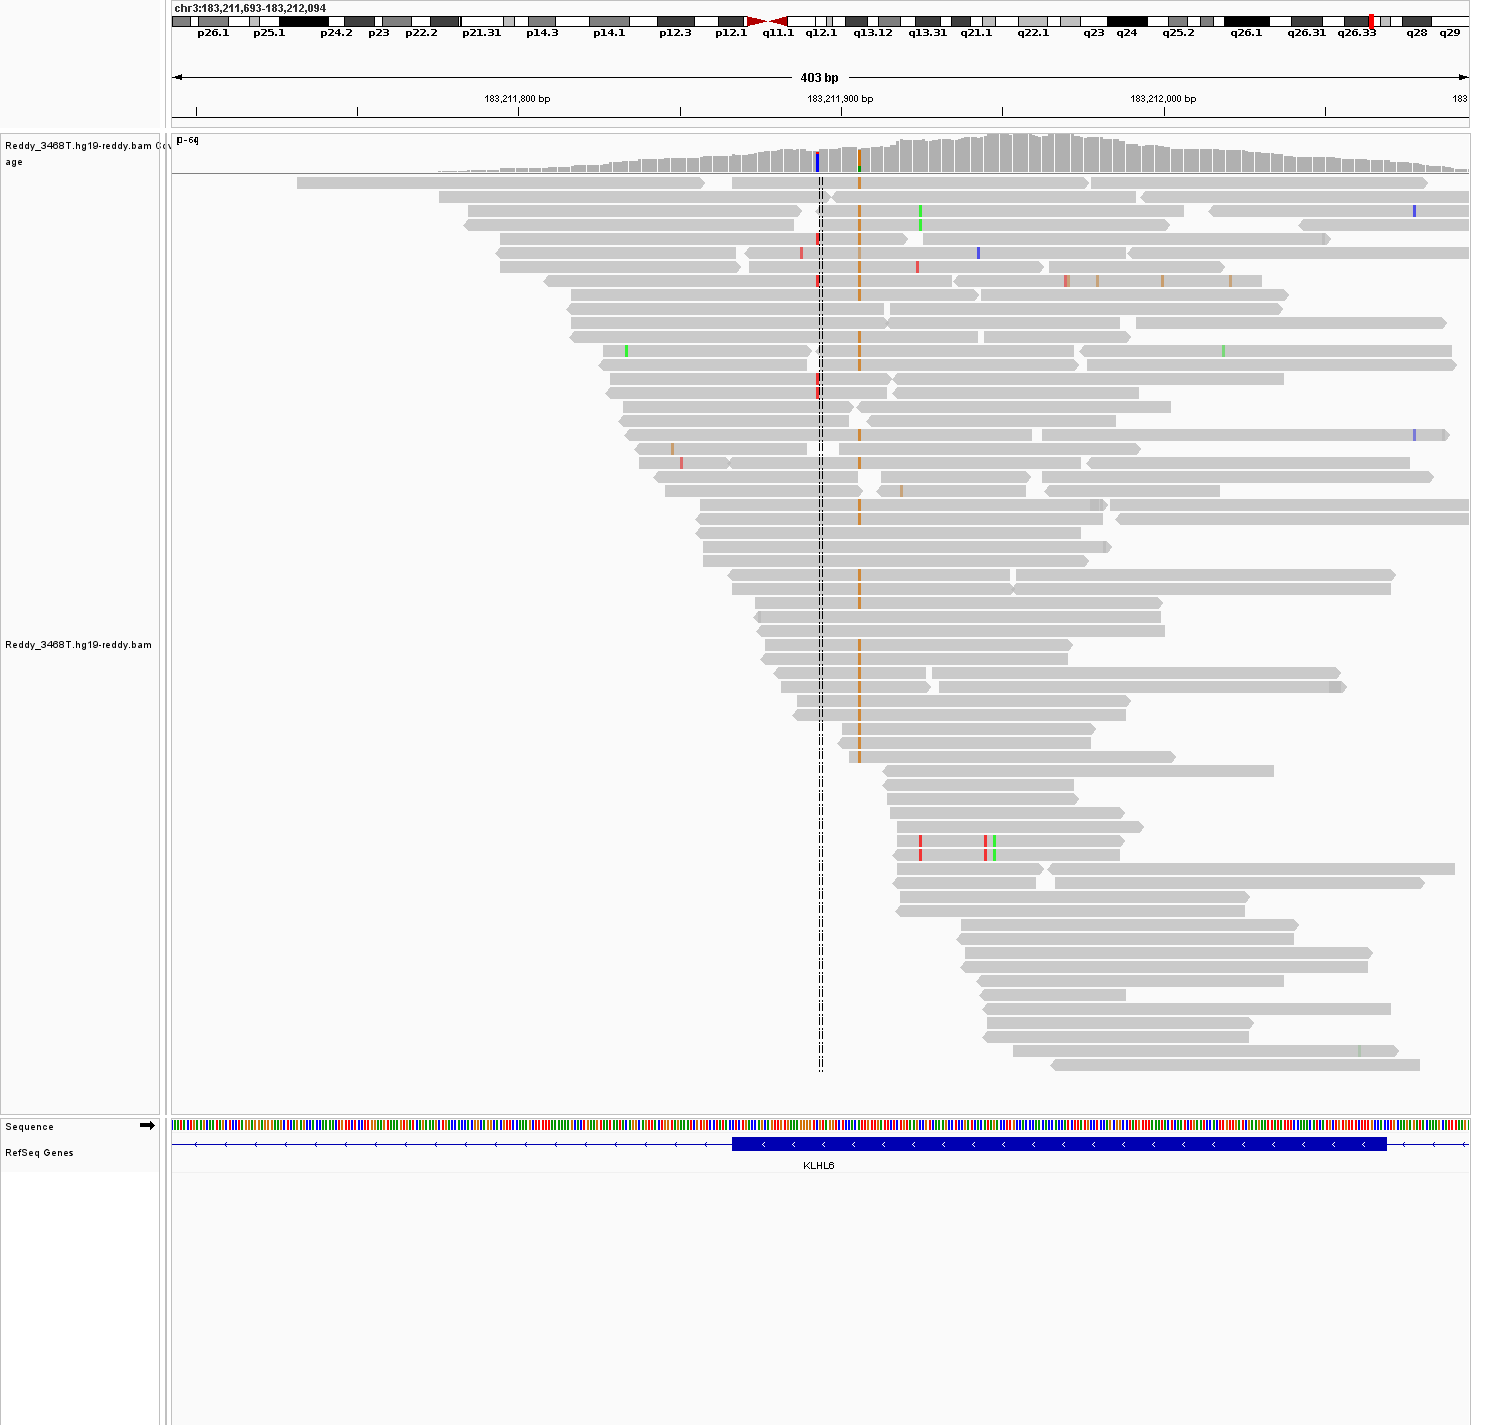 chr3:183,211,693-183,212,094
p26.1 p25.1 p24.2 p23 p22.2 p21.31 p14.3 p14.1 p12.3 p12.1 q11.1 q12.1 q13.12 q13.31 q21.1 q22.1 q23 q24 q25.2 q26.1 q26.31 q26.33 q28 q29
403 bp
183,211,800 bp 183,211,900 bp 183,212,000 bp 183
Reddy_3468T.hg19-reddy.bam Cov
age
Reddy_3468T.hg19-reddy.bam
Sequence
RefSeq Genes
KLHL6